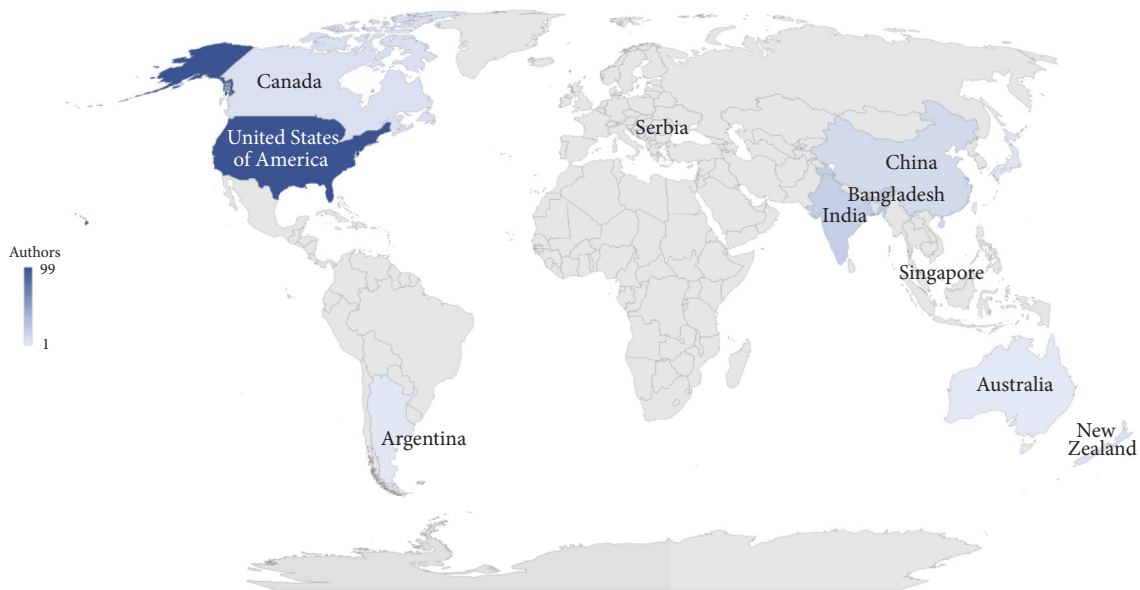 Canada
United States
of America
Serbia
China
Bangladesh
India
Authors
99
1
Singapore
Australia
Argentina
New
Zealand